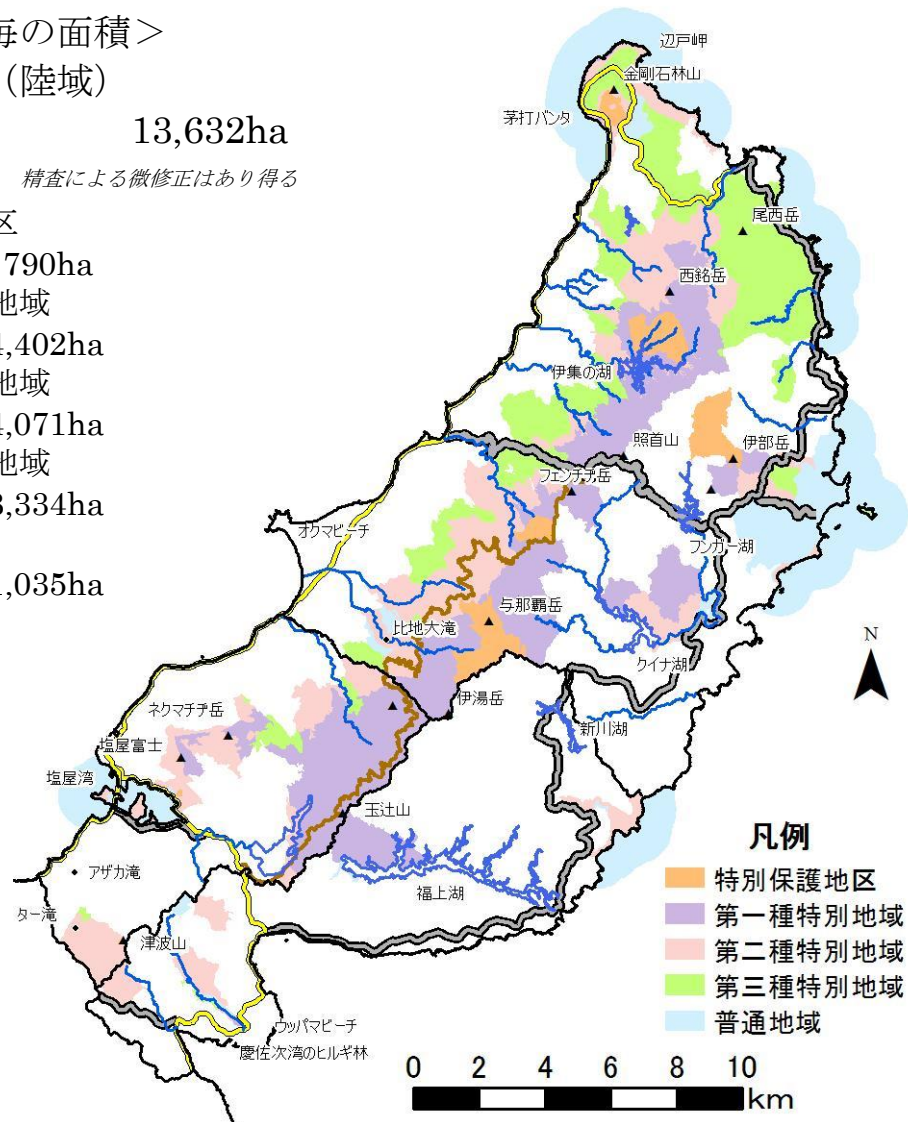 毎の面積＞
（陸域）
13,632ha
精査による微修正はあり得る
区
790ha
地域
4,402ha
地域
4,071ha
地域
3,334ha
1,035ha
辺戸岬
金剛石林山
茅打バンタ
尾西岳
西銘岳
伊集の湖
照首山
伊部岳
フェンチヂ岳
オクマビーチ
フンガー湖
与那覇岳
比地大滝
クイナ湖
N
伊湯岳
ネクマチヂ岳
新川湖
塩屋富士
塩屋湾
玉辻山
アザカ滝
福上湖
ター滝
津波山
ウッパマビーチ
慶佐次湾のヒルギ林
凡例
特別保護地区
第一種特別地域
第二種特別地域
第三種特別地域
普通地域
0 2 4 6 8 10
km